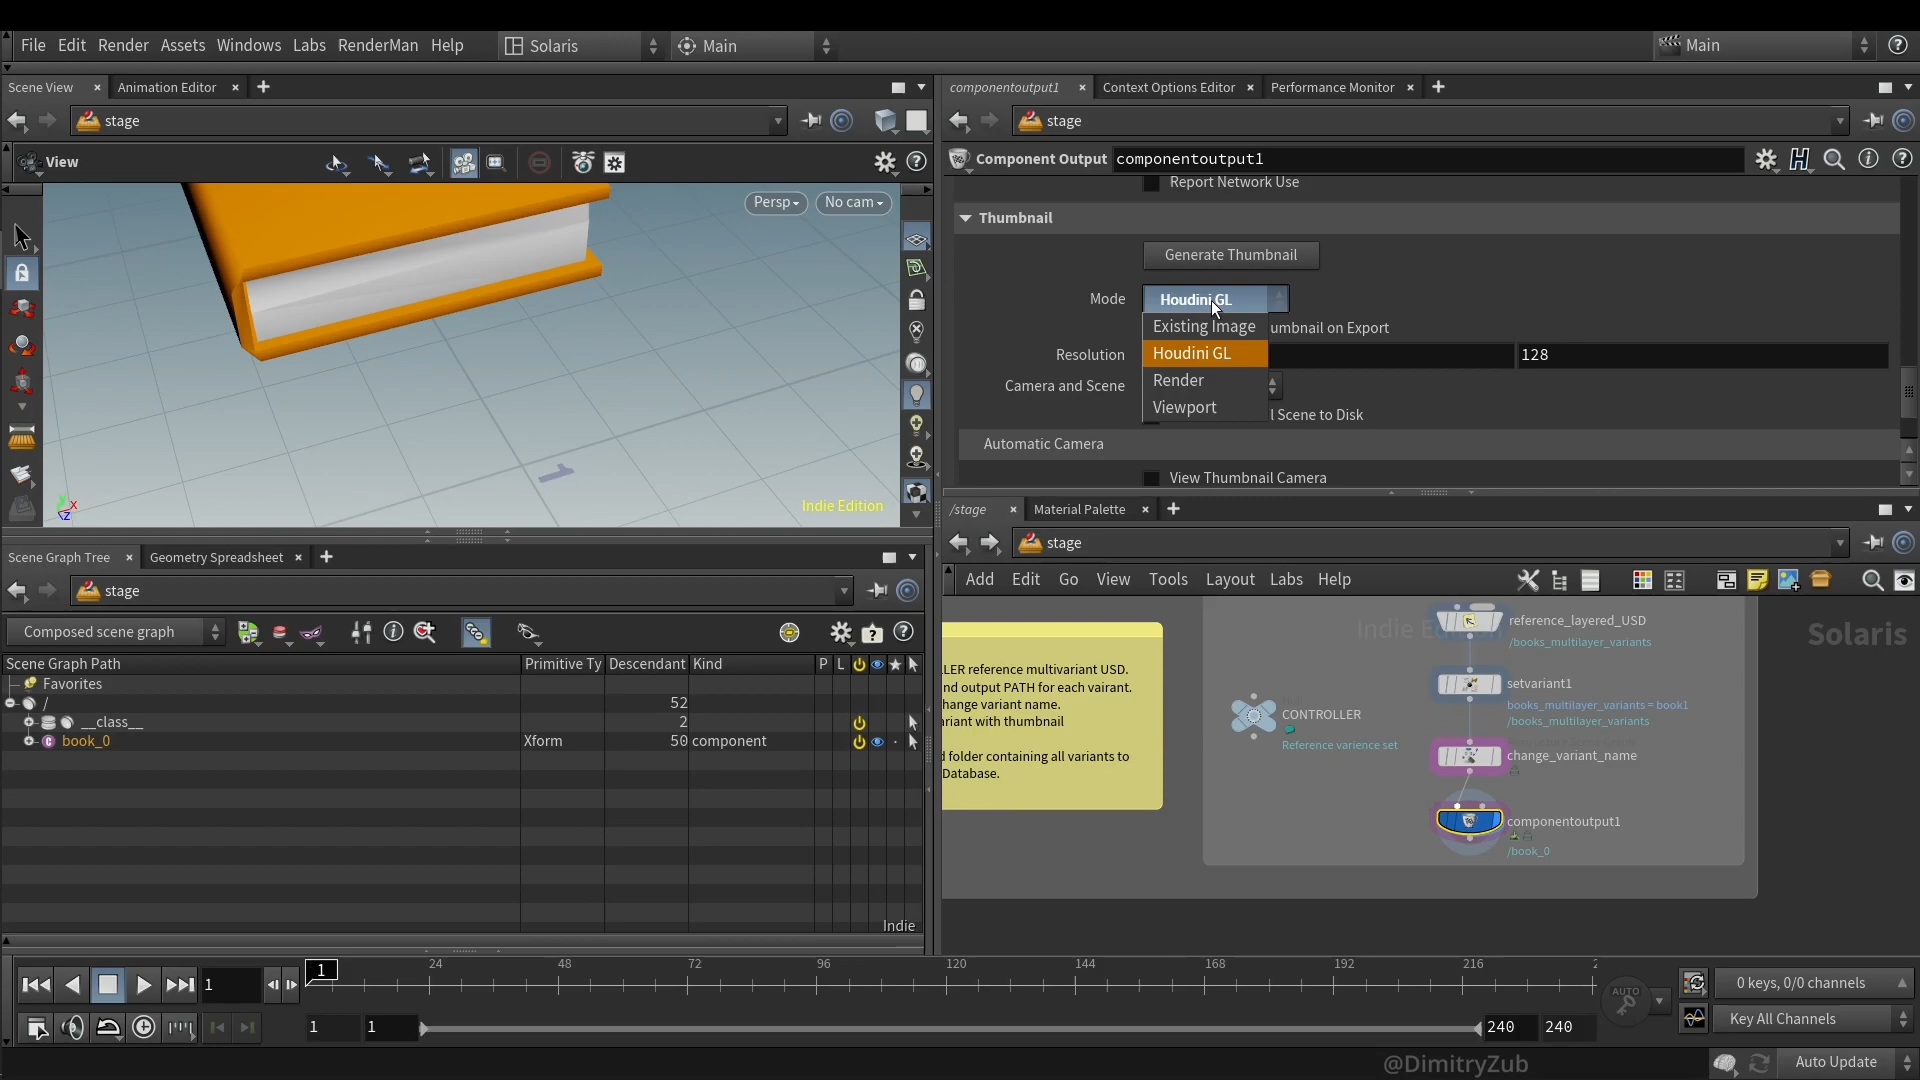 File Edit Render Assets Windows Labs RenderMan Help Solaris Main Main
Scene View Animation Editor
stage
View
Persp No cam
Indie Edition
componentoutput1 Context Options Editor Performance Monitor
stage
Component Output componentoutput1
Report Network Use
Thumbnail
Generate Thumbnail
Mode Houdini GL
Existing Image umbnail on Export
Houdini GL
Resolution 128
Render
Camera and Scene
Viewport l Scene to Disk
Automatic Camera
View Thumbnail Camera
/stage Material Palette
stage
Add Edit Go View Tools Layout Labs Help
Indie Edition
Solaris
LER reference multivariant USD.
nd output PATH for each vairant.
hange variant name.
riant with thumbnail
d folder containing all variants to
Database.
CONTROLLER
Reference varience set
reference_layered_USD
/books_multilayer_variants
setvariant1
books_multilayer_variants = book1
/books_multilayer_variants
change_variant_name
componentoutput1
/book_0
Scene Graph Tree Geometry Spreadsheet
stage
Composed scene graph
Scene Graph Path Primitive Ty Descendant Kind P L
Favorites
/ 52
__class__ 2
book_0 Xform 50 component
Indie
1 1 24 48 72 96 120 144 168 192 216 2
AUTO
0 keys, 0/0 channels
1 1 240 240
Key All Channels
@DimitryZub
Auto Update